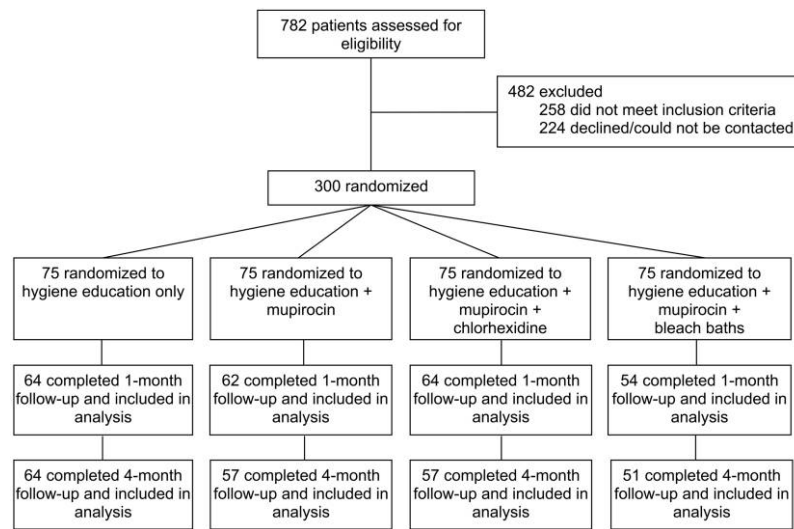 782 patients assessed for
eligibility
482 excluded
258 did not meet inclusion criteria
224 declined/could not be contacted
300 randomized
75 randomized to
hygiene education only
75 randomized to
hygiene education +
mupirocin
75 randomized to
hygiene education +
mupirocin +
chlorhexidine
75 randomized to
hygiene education +
mupirocin +
bleach baths
64 completed 1-month
follow-up and included in
analysis
62 completed 1-month
follow-up and included in
analysis
64 completed 1-month
follow-up and included in
analysis
54 completed 1-month
follow-up and included in
analysis
64 completed 4-month
follow-up and included in
analysis
57 completed 4-month
follow-up and included in
analysis
57 completed 4-month
follow-up and included in
analysis
51 completed 4-month
follow-up and included in
analysis